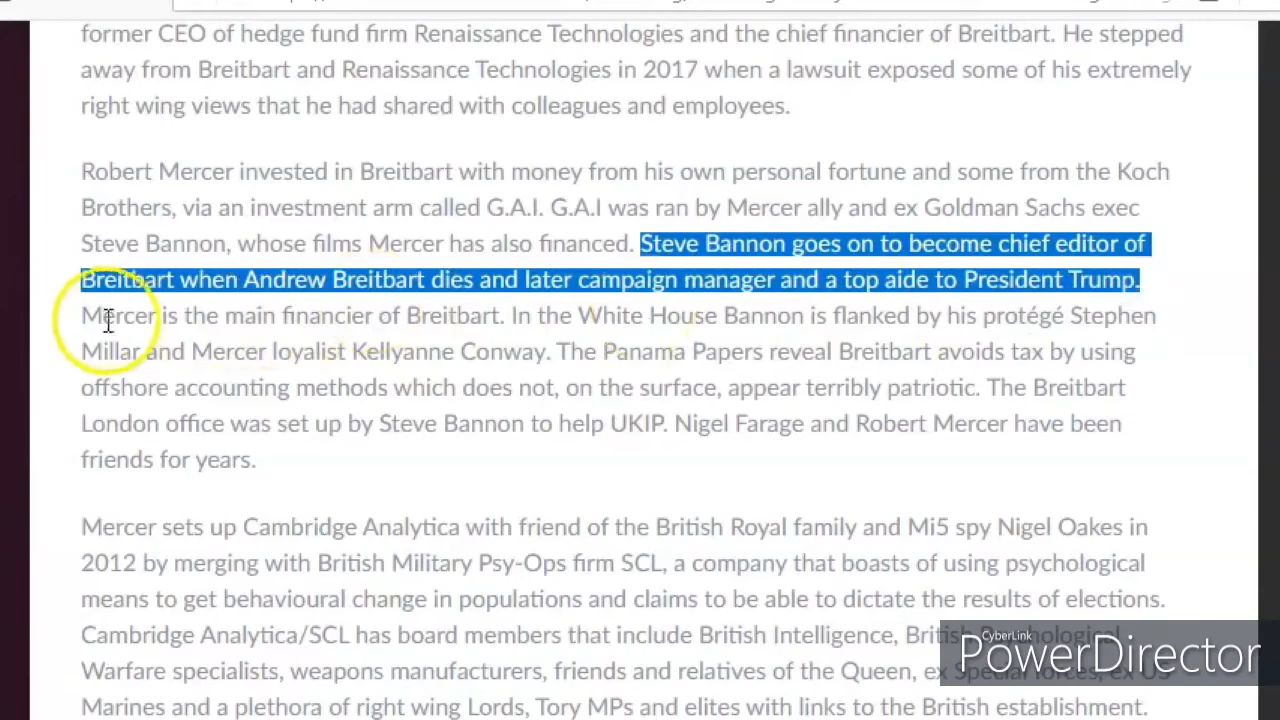 former CEO of hedge fund firm Renaissance Technologies and the chief financier of Breitbart. He stepped
away from Breitbart and Renaissance Technologies in 2017 when a lawsuit exposed some of his extremely
right wing views that he had shared with colleagues and employees.
Robert Mercer invested in Breitbart with money from his own personal fortune and some from the Koch
Brothers, via an investment arm called G.A.I. G.A.I was ran by Mercer ally and ex Goldman Sachs exec
Steve Bannon, whose films Mercer has also financed. Steve Bannon goes on to become chief editor of
Breitbart when Andrew Breitbart dies and later campaign manager and a top aide to President Trump.
Mercer is the main financier of Breitbart. In the White House Bannon is flanked by his protégé Stephen
Millar and Mercer loyalist Kellyanne Conway. The Panama Papers reveal Breitbart avoids tax by using
offshore accounting methods which does not, on the surface, appear terribly patriotic. The Breitbart
London office was set up by Steve Bannon to help UKIP. Nigel Farage and Robert Mercer have been
friends for years.
Mercer sets up Cambridge Analytica with friend of the British Royal family and Mi5 spy Nigel Oakes in
2012 by merging with British Military Psy-Ops firm SCL, a company that boasts of using psychological
means to get behavioural change in populations and claims to be able to dictate the results of elections.
Cambridge Analytica/SCL has board members that include British Intelligence, British Psychological
Warfare specialists, weapons manufacturers, friends and relatives of the Queen, ex Special forces, ex US
Marines and a plethora of right wing Lords, Tory MPs and elites with links to the British establishment.
CyberLink
PowerDirector